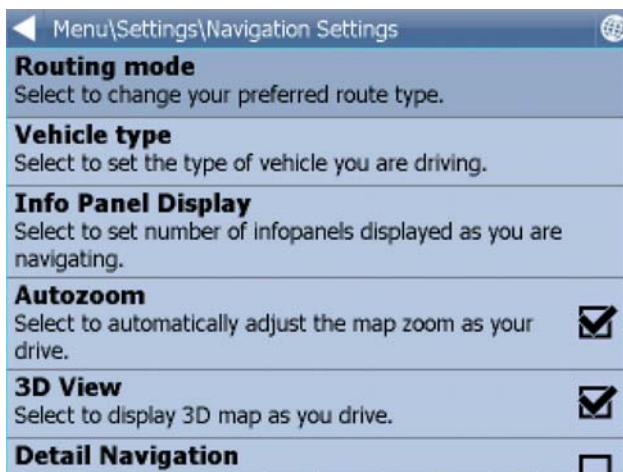 Menu\Settings\Navigation Settings
Routing mode
Select to change your preferred route type.
Vehicle type
Select to set the type of vehicle you are driving.
Info Panel Display
Select to set number of infopanels displayed as you are
navigating.
Autozoom
Select to automatically adjust the map zoom as your
drive.
3D View
Select to display 3D map as you drive.
Detail Navigation